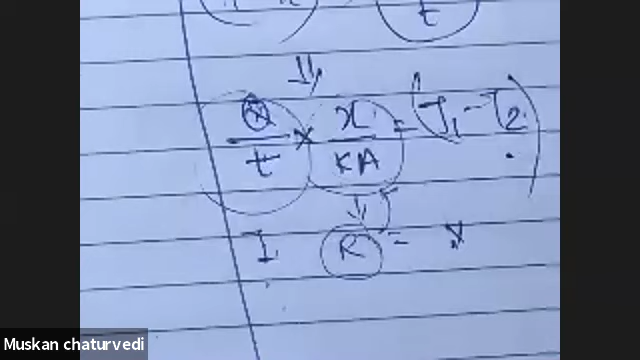 t
⇓
Q/t × x/KA = (T₁ - T₂)
⇓
I R = V
Muskan chaturvedi